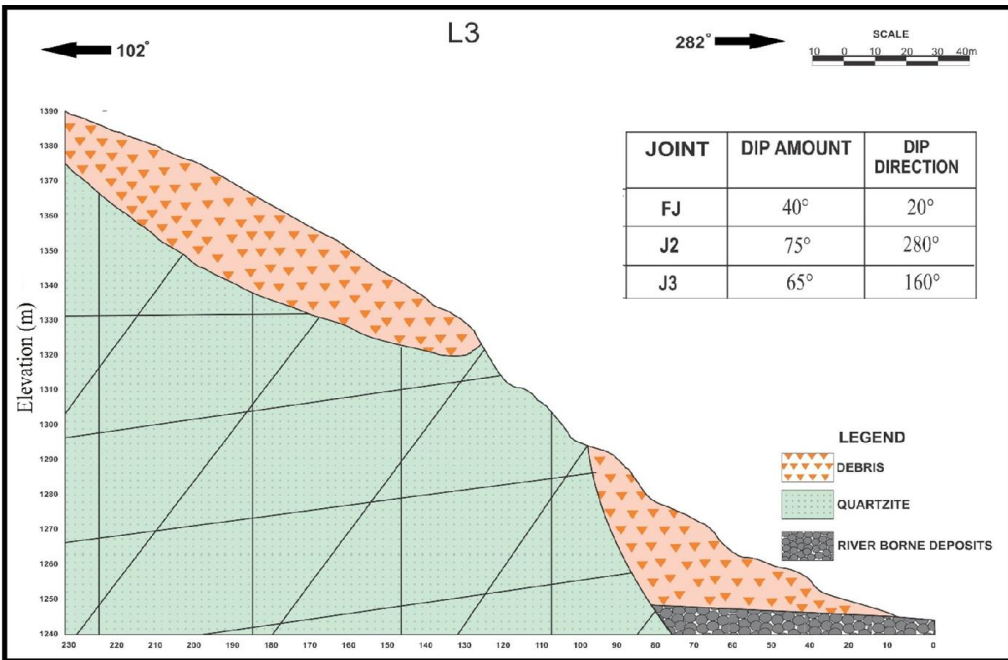 L3
102°
282°
SCALE
10 0 10 20 30 40m
JOINT DIP AMOUNT DIP DIRECTION
FJ 40° 20°
J2 75° 280°
J3 65° 160°
Elevation (m)
1390
1380
1370
1360
1350
1340
1330
1320
1310
1300
1290
1280
1270
1260
1250
1240
LEGEND
DEBRIS
QUARTZITE
RIVER BORNE DEPOSITS
230 220 210 200 190 180 170 160 150 140 130 120 110 100 90 80 70 60 50 40 30 20 10 0